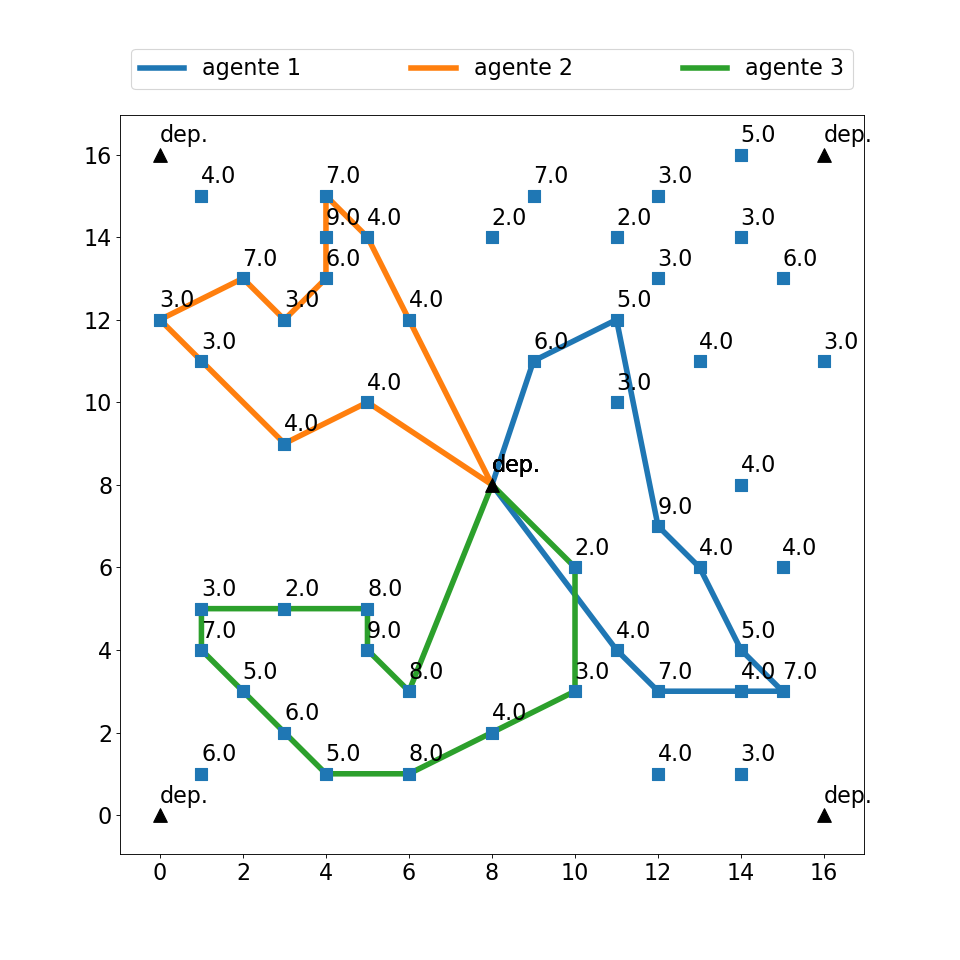 agente 1 agente 2 agente 3
5.0
dep. dep.
16
4.0 7.0 7.0 3.0
9.0 4.0 2.0 2.0 3.0
14
7.0 6.0 3.0 6.0
3.0 3.0 4.0 5.0
12
3.0 6.0 4.0 3.0
4.0 3.0
10
4.0
dep. 4.0
8
9.0
2.0 4.0 4.0
6
3.0 2.0 8.0
7.0 9.0 4.0 5.0
4
5.0 8.0 3.0 7.0 4.0 7.0
6.0 4.0
2
6.0 5.0 8.0 4.0 3.0
dep. dep.
0
0 2 4 6 8 10 12 14 16